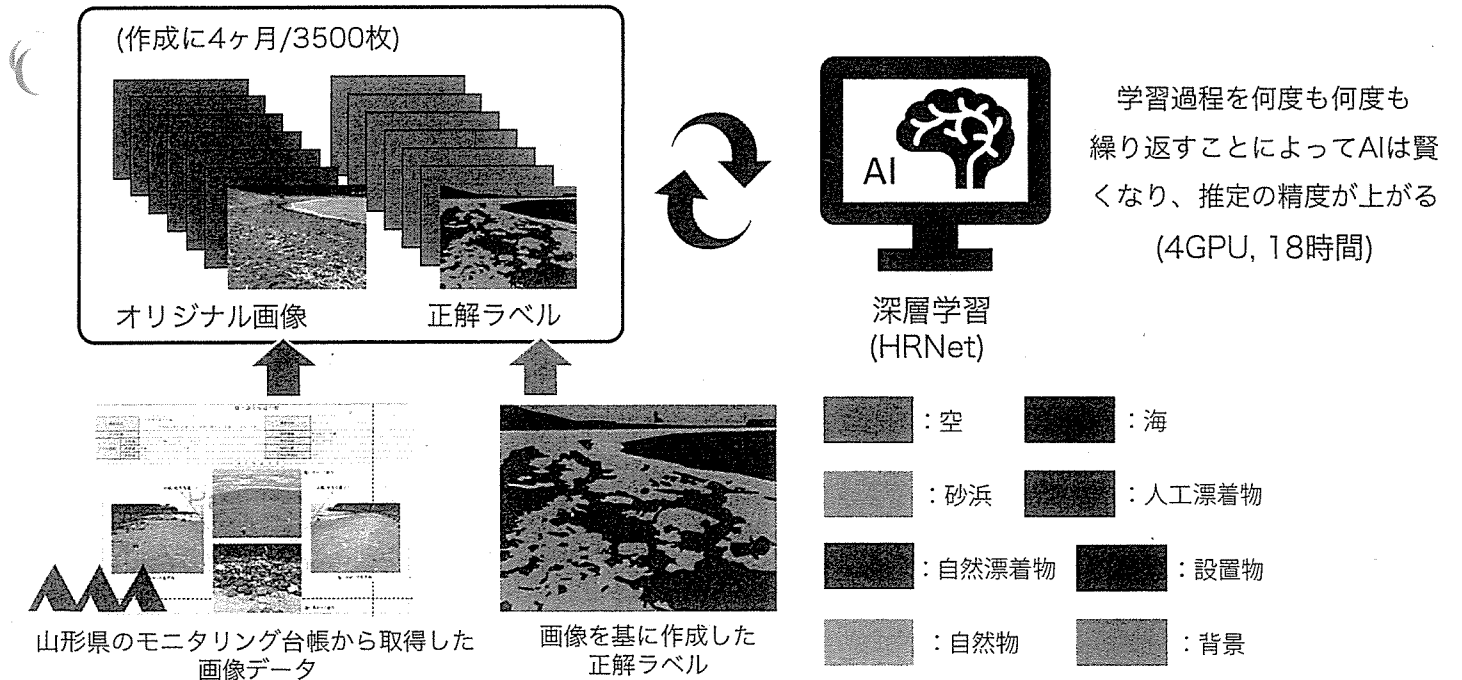 (作成に4ヶ月/3500枚)
オリジナル画像
正解ラベル
AI
深層学習
(HRNet)
学習過程を何度も何度も
繰り返すことによってAIは賢
くなり、推定の精度が上がる
(4GPU, 18時間)
山形県のモニタリング台帳から取得した
画像データ
画像を基に作成した
正解ラベル
:空
:海
:砂浜
:人工漂着物
:自然漂着物
:設置物
:自然物
:背景